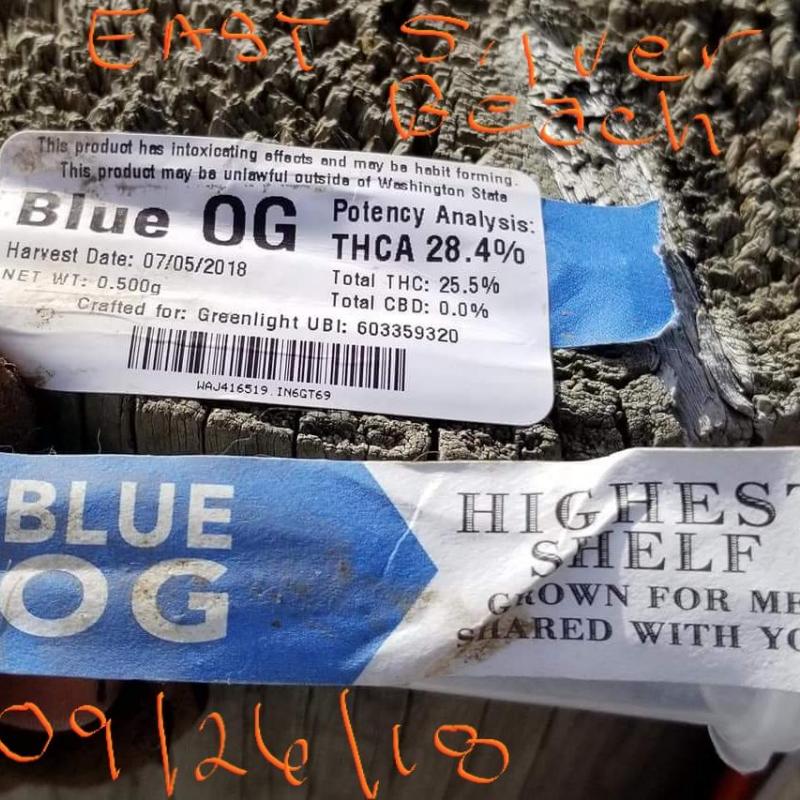 EAST Silver
Beach
This product has intoxicating effects and may be habit forming.
This product may be unlawful outside of Washington State
Blue OG
Potency Analysis:
THCA 28.4%
Harvest Date: 07/05/2018
Total THC: 25.5%
NET WT: 0.500g
Total CBD: 0.0%
Crafted for: Greenlight UBI: 603359320
WAJ416519.IN6GT69
BLUE
OG
HIGHEST
SHELF
GROWN FOR ME
SHARED WITH YO
09/26/18